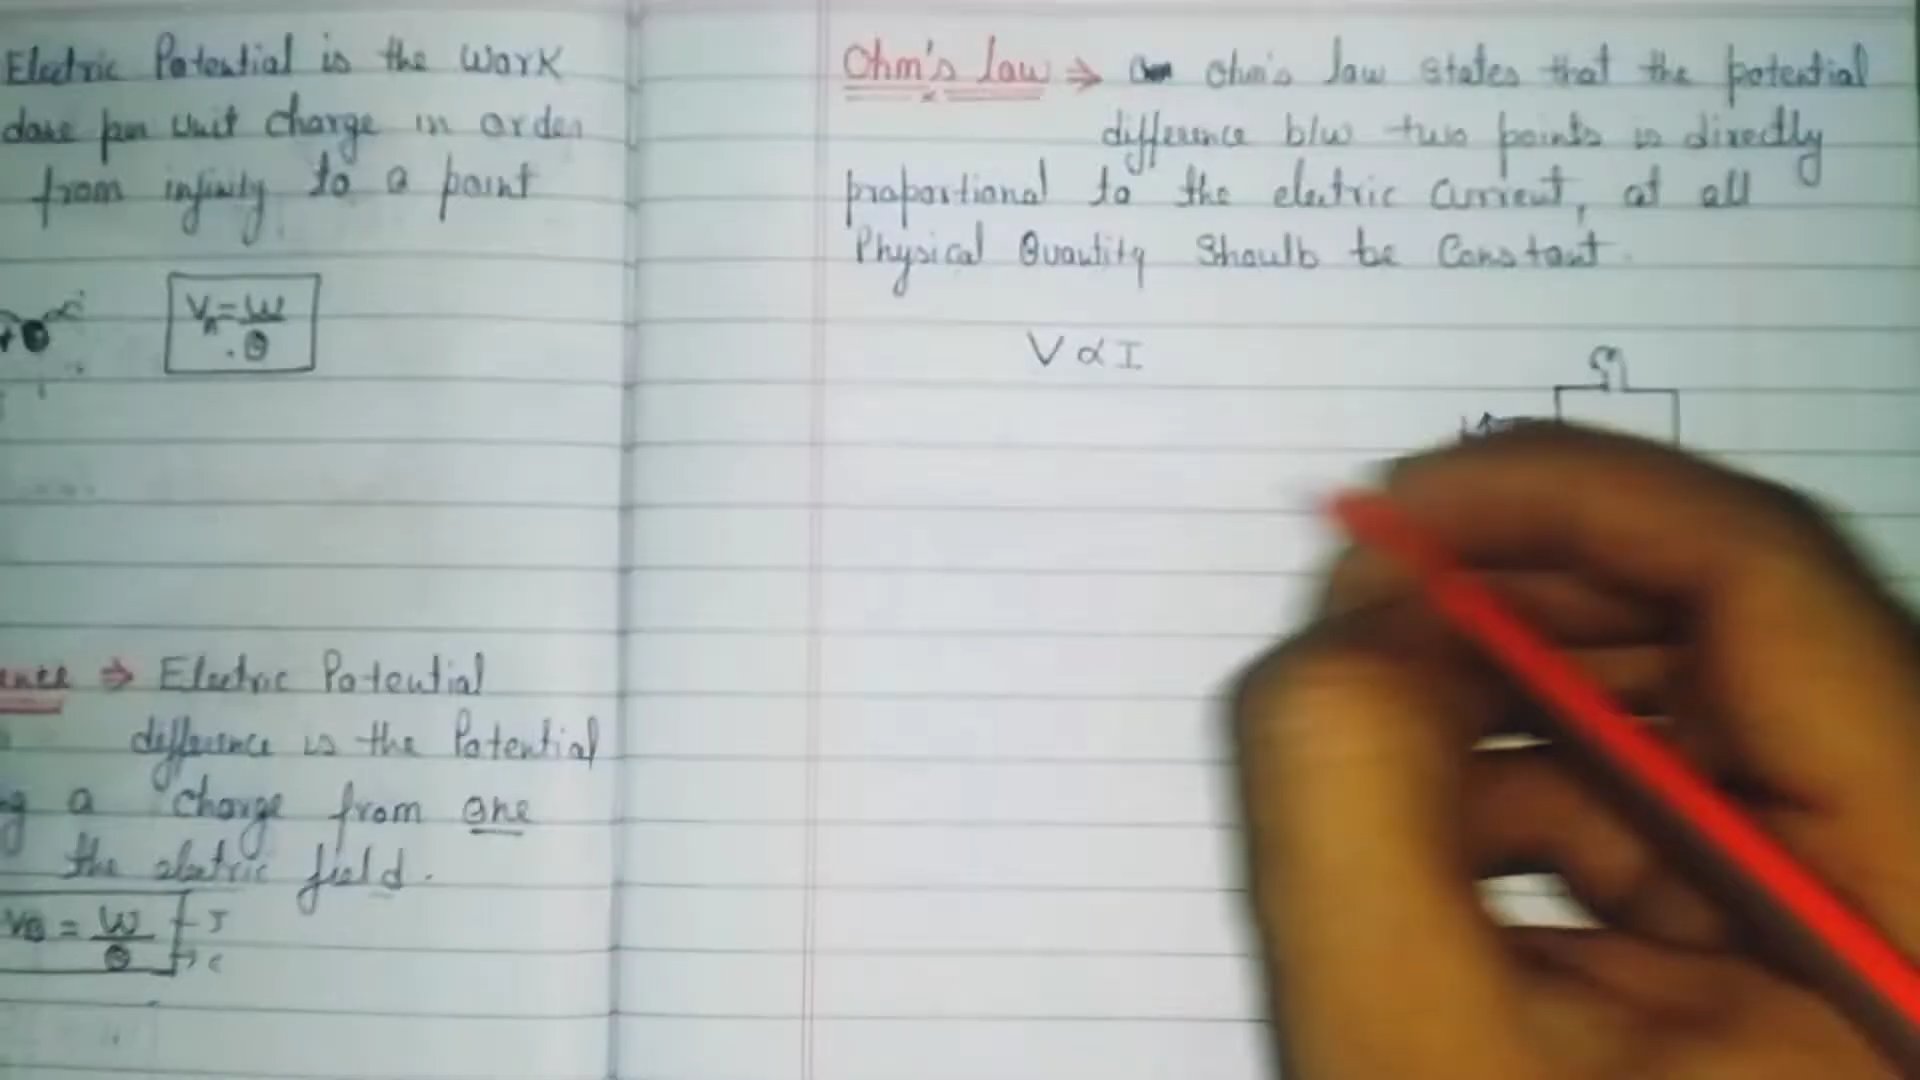 Electric Potential is the work
done per unit charge in order
from infinity to a point
V = W
Q
Electric Potential
difference is the Potential
a charge from one
the electric field.
= W J
Q C
Ohm's law ⇒ Ohm's law states that the potential
difference b/w two points is directly
proportional to the electric current, at all
Physical Quantity Shoulb be Constant.
V ∝ I